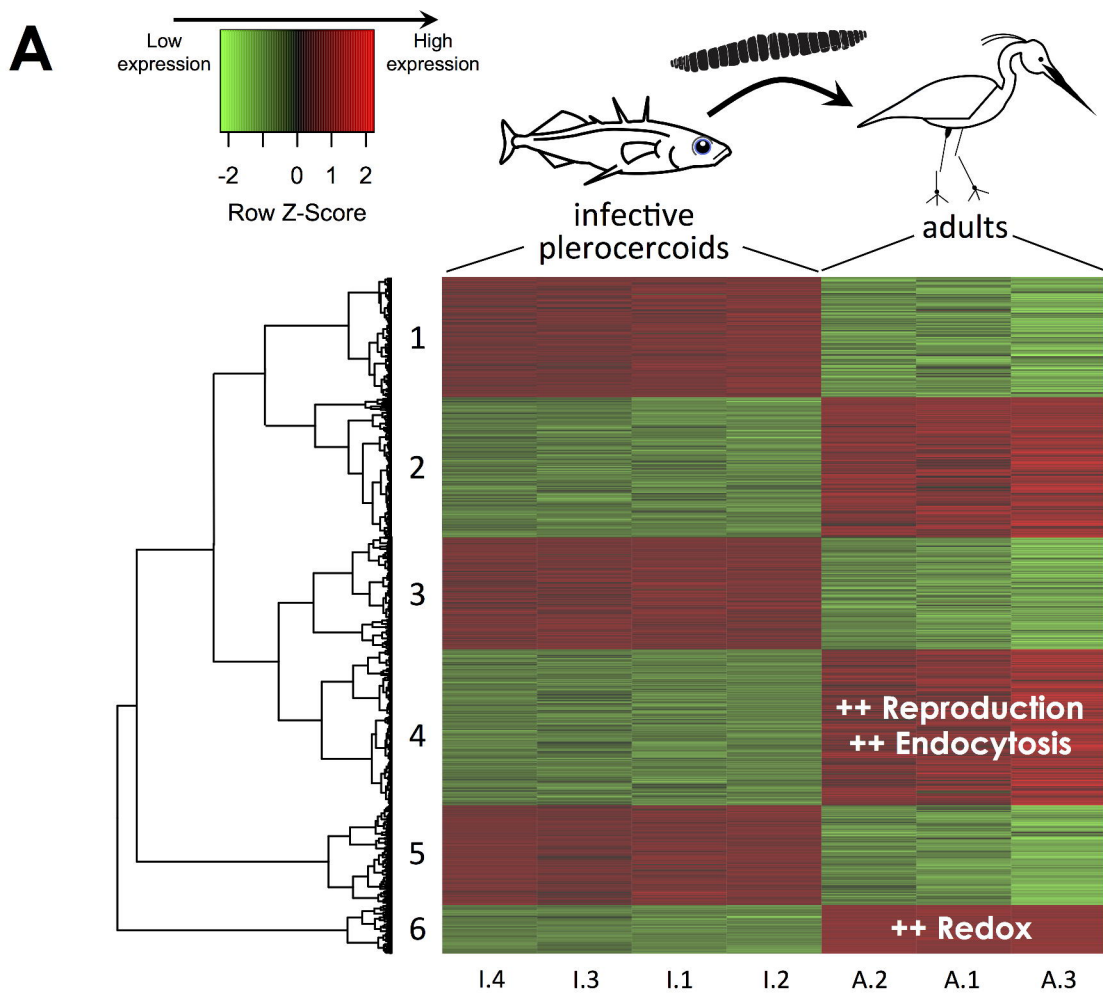 A
Low
expression
High
expression
-2 0 1 2
Row Z-Score
infective
plerocercoids
adults
1
2
3
4
++ Reproduction
++ Endocytosis
5
6
++ Redox
I.4 I.3 I.1 I.2 A.2 A.1 A.3